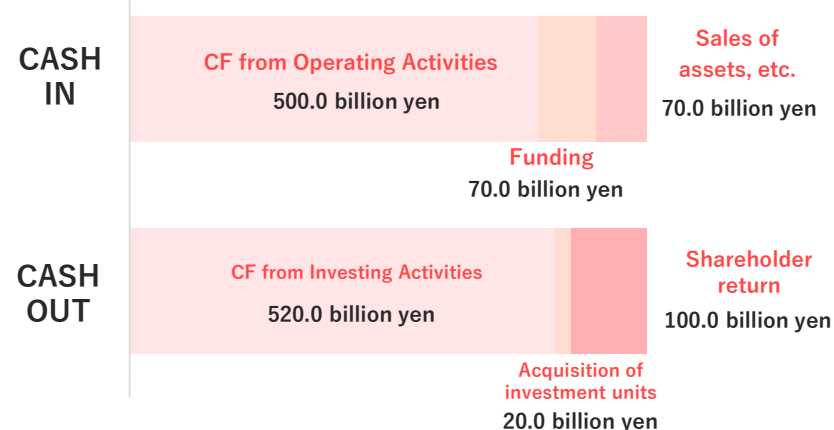 CASH
IN
CF from Operating Activities
500.0 billion yen
Sales of
assets, etc.
70.0 billion yen
Funding
70.0 billion yen
CASH
OUT
CF from Investing Activities
520.0 billion yen
Shareholder
return
100.0 billion yen
Acquisition of
investment units
20.0 billion yen